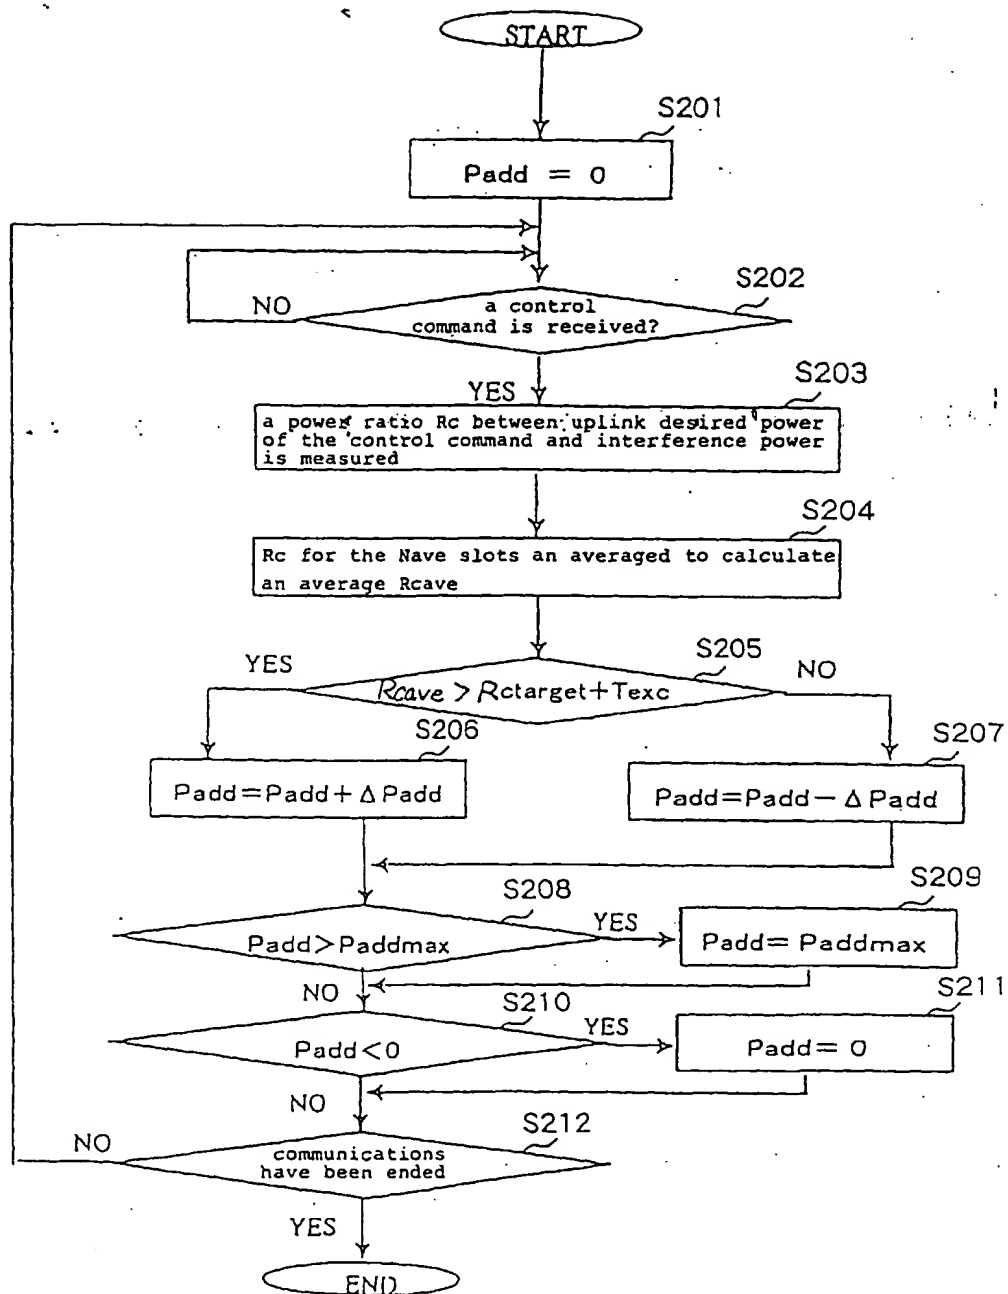 START
S201
Padd = 0
S202
NO
a control
command is received?
YES
S203
a power ratio Rc between uplink desired power
of the control command and interference power
is measured
S204
Rc for the Nave slots an averaged to calculate
an average Rcave
S205
YES
NO
Rcave > Rctarget+Texc
S206
S207
Padd=Padd+ Δ Padd
Padd=Padd− Δ Padd
S208
S209
Padd>Paddmax
YES
Padd= Paddmax
NO
S210
S211
Padd<0
YES
Padd= 0
NO
S212
NO
communications
have been ended
YES
END